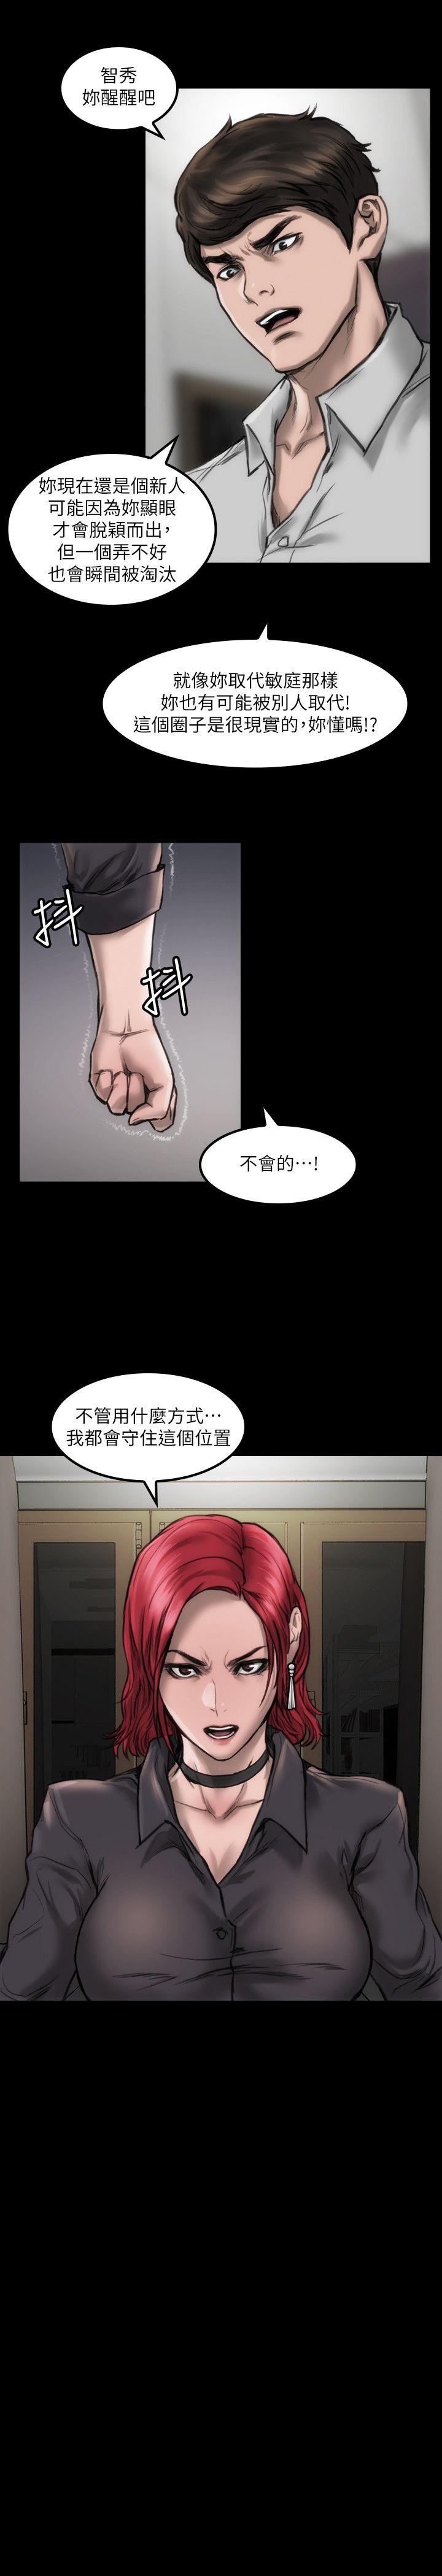 智秀
妳醒醒吧
妳現在還是個新人
可能因為妳顯眼
才會脫穎而出,
但一個弄不好
也會瞬間被淘汰
就像妳取代敏庭那樣
妳也有可能被別人取代!
這個圈子是很現實的,妳懂嗎!?
抖
抖
不會的…!
不管用什麼方式…
我都會守住這個位置